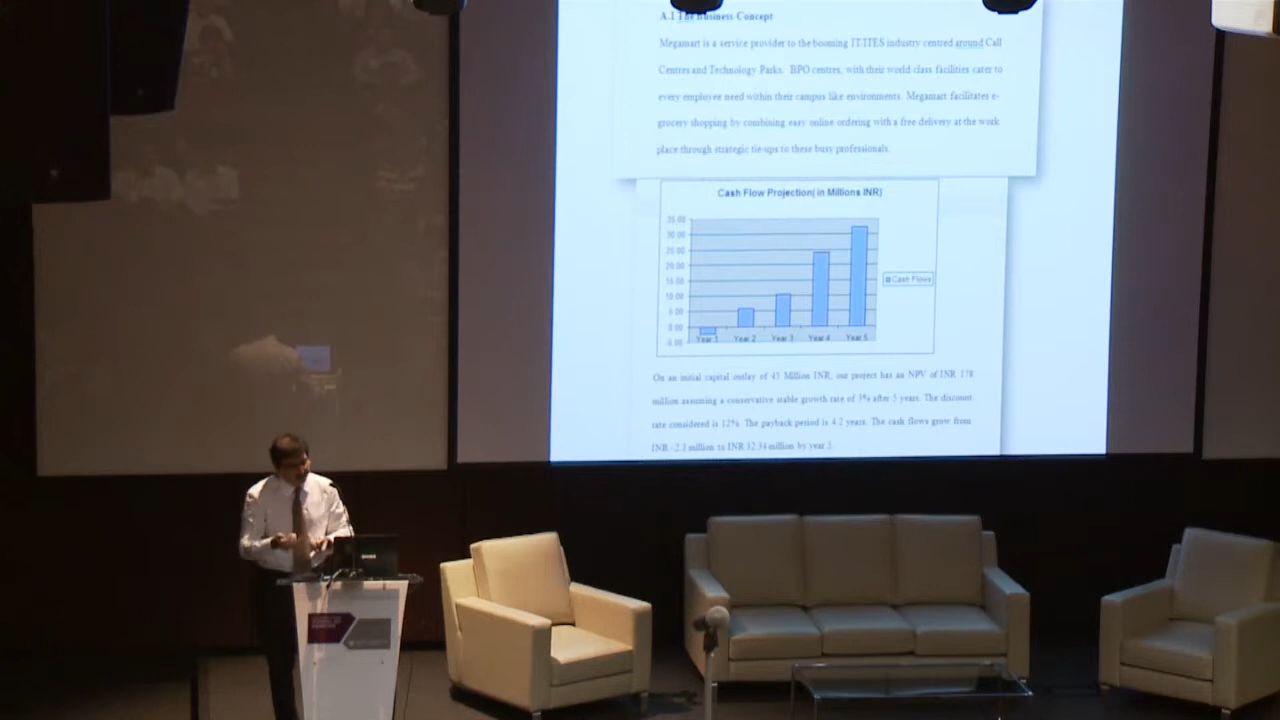 A.1 The Business Concept
Megamart is a service provider to the booming IT-ITES industry centred around Call
Centres and Technology Parks. BPO centres, with their world class facilities cater to
every employee need within their campus like environments. Megamart facilitates e-
grocery shopping by combining easy online ordering with a free delivery at the work
place through strategic tie-ups to these busy professionals.
Cash Flow Projection( in Millions INR)
35.00
30.00
25.00
20.00
15.00
10.00
5.00
0.00
-5.00
Year 1 Year 2 Year 3 Year 4 Year 5
Cash Flows
On an initial capital outlay of 45 Million INR, our project has an NPV of INR 178
million assuming a conservative stable growth rate of 3% after 5 years. The discount
rate considered is 12%. The payback period is 4.2 years. The cash flows grow from
INR -2.3 million to INR 32.34 million by year 5.